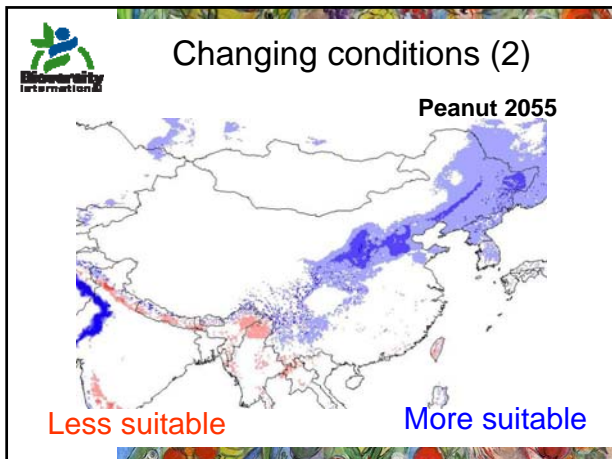 Bioversity
International
Changing conditions (2)
Peanut 2055
Less suitable
More suitable